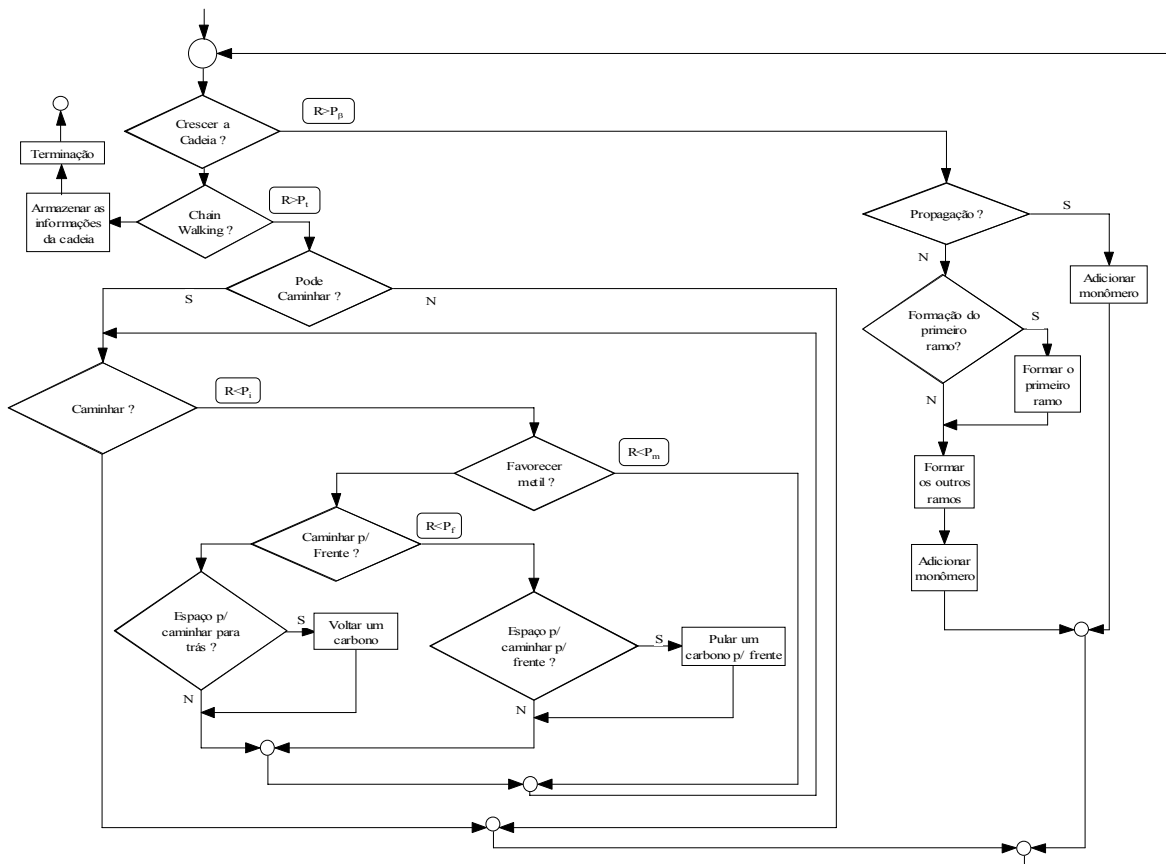 Crescer a
Cadeia ?
R>Pβ
Terminação
Armazenar as
informações
da cadeia
Chain
Walking ?
R>Pt
Propagação ?
S
N
Adicionar
monômero
Pode
Caminhar ?
S
N
Formação do
primeiro
ramo?
S
Formar o
primeiro
ramo
N
Caminhar ?
R<Pi
Favorecer
metil ?
R<Pm
Formar
os outros
ramos
Caminhar p/
Frente ?
R<Pf
Adicionar
monômero
Espaço p/
caminhar para
trás ?
S
Voltar um
carbono
N
Espaço p/
caminhar p/
frente ?
S
Pular um
carbono p/ frente
N